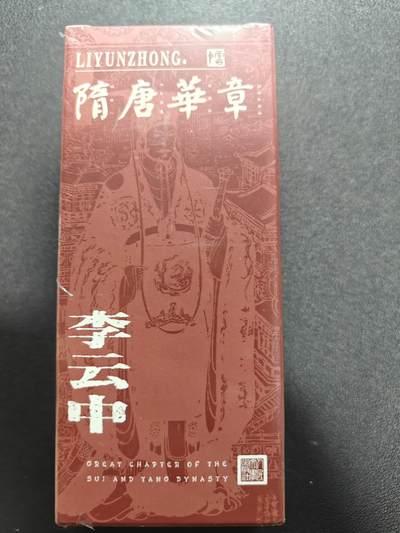 LIYUNZHONG.
隋唐華章
李云中
GREAT CHAPTER OF THE
SUI AND TANG DYNASTY